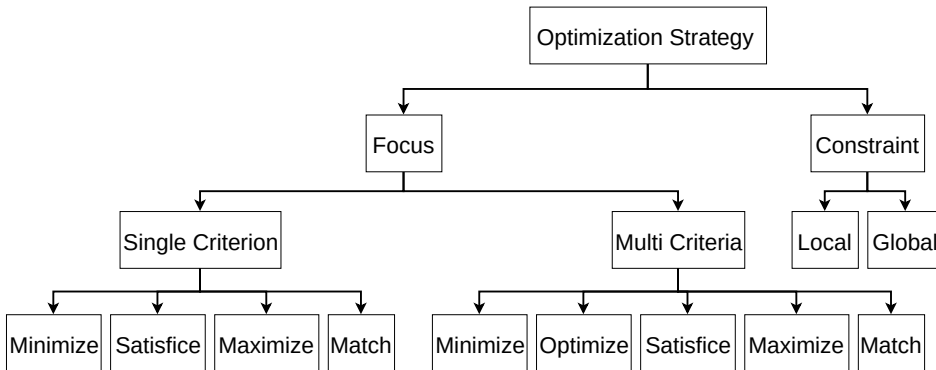 Optimization Strategy
Focus
Constraint
Single Criterion
Multi Criteria
Local
Global
Minimize
Satisfice
Maximize
Match
Minimize
Optimize
Satisfice
Maximize
Match